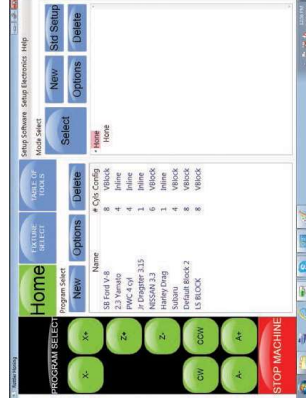 Setup Software Setup Electronics Help
PROGRAM SELECT
X-
X+
Z+
Z-
CW
CCW
A-
A+
STOP MACHINE
Home
FIXTURE SELECT
TABLE OF TOOLS
Program Select
New
Options
Delete
Name # Cyls Config
SB Ford V-8 8 VBlock
2.3 Yamato 4 Inline
PWC 4 cyl 4 Inline
Jr Dragster 3.15 1 Inline
NISSAN 3.3 6 VBlock
Harley Drag 1 Inline
Subaru 4 VBlock
Default Block 2 8 VBlock
LS BLOCK 8 VBlock
Mode Select
Select
New
Std Setup
Options
Delete
Home
Home